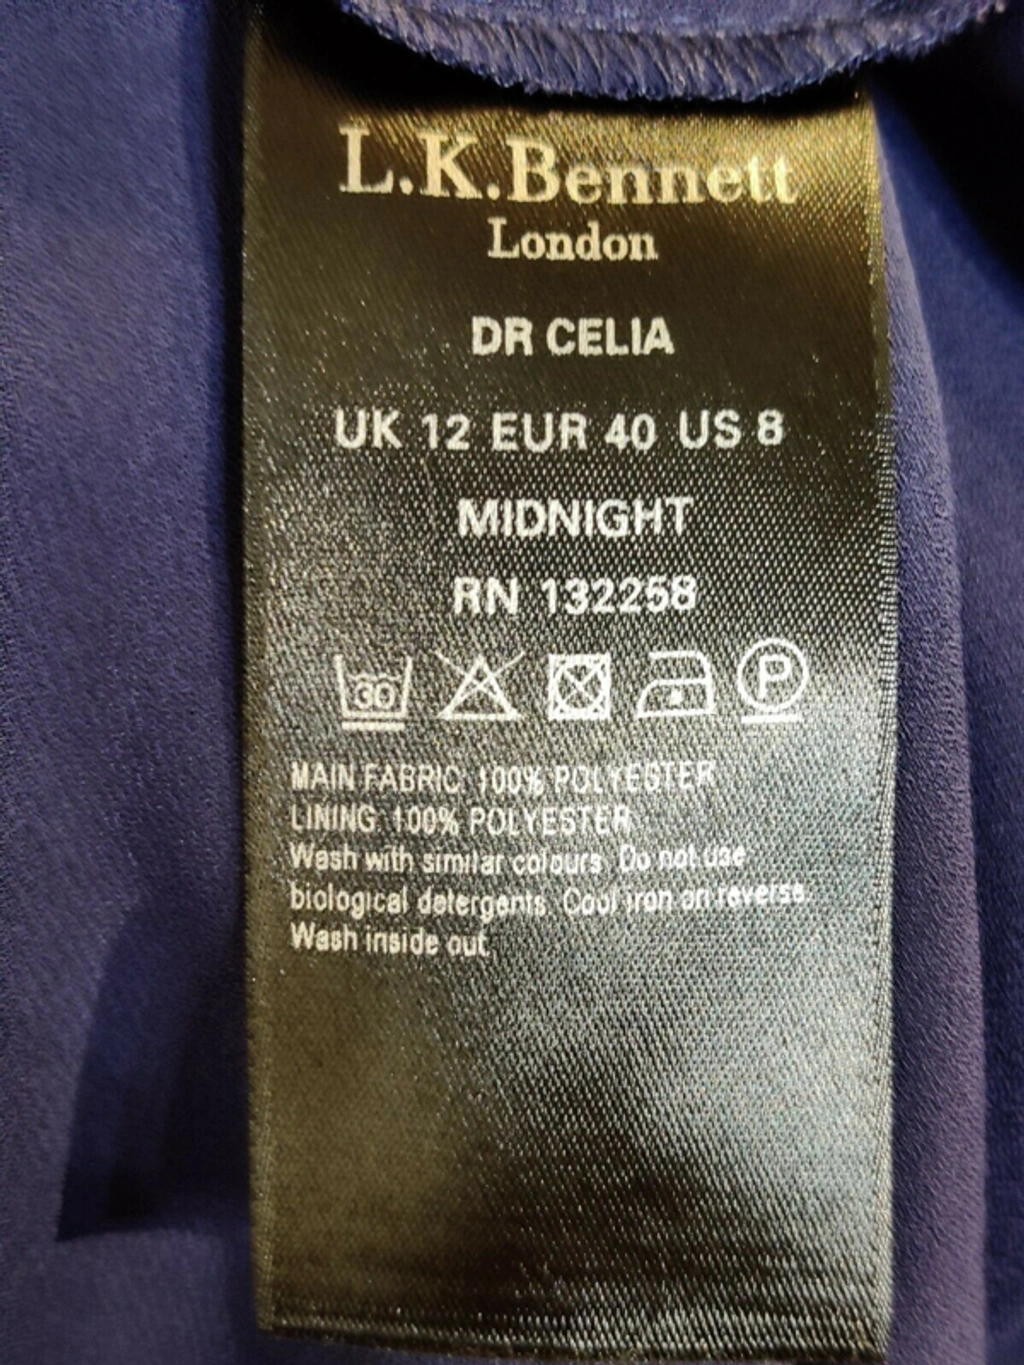 L.K.Bennett
London
DR CELIA
UK 12 EUR 40 US 8
MIDNIGHT
RN 132258
30 P
MAIN FABRIC: 100% POLYESTER
LINING: 100% POLYESTER
Wash with similar colours. Do not use
biological detergents. Cool iron on reverse.
Wash inside out.